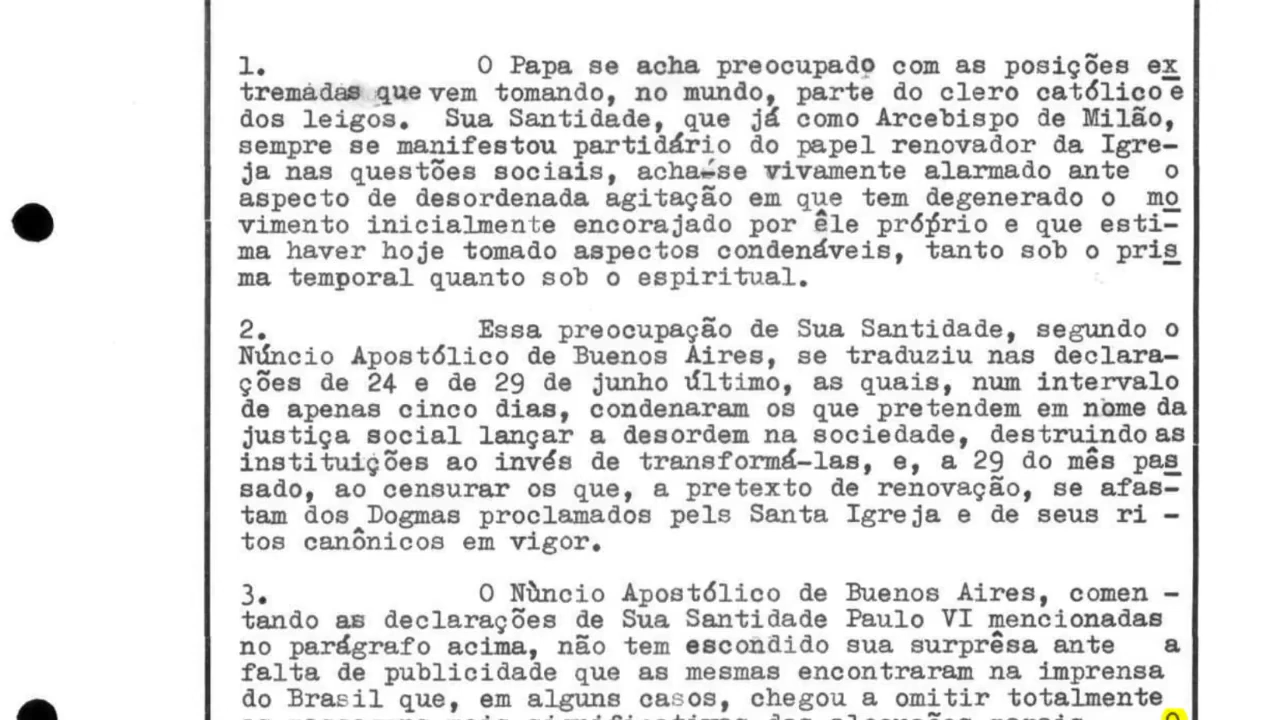 1. O Papa se acha preocupado com as posições ex
tremadas que vem tomando, no mundo, parte do clero católico e
dos leigos. Sua Santidade, que já como Arcebispo de Milão,
sempre se manifestou partidário do papel renovador da Igre-
ja nas questões sociais, acha-se vivamente alarmado ante o
aspecto de desordenada agitação em que tem degenerado o mo
vimento inicialmente encorajado por êle próprio e que esti-
ma haver hoje tomado aspectos condenáveis, tanto sob o pris
ma temporal quanto sob o espiritual.
2. Essa preocupação de Sua Santidade, segundo o
Núncio Apostólico de Buenos Aires, se traduziu nas declara-
ções de 24 e de 29 de junho último, as quais, num intervalo
de apenas cinco dias, condenaram os que pretendem em nome da
justiça social lançar a desordem na sociedade, destruindo as
instituições ao invés de transformá-las, e, a 29 do mês pas
sado, ao censurar os que, a pretexto de renovação, se afas-
tam dos Dogmas proclamados pels Santa Igreja e de seus ri -
tos canônicos em vigor.
3. O Nùncio Apostólico de Buenos Aires, comen -
tando as declarações de Sua Santidade Paulo VI mencionadas
no parágrafo acima, não tem escondido sua surprêsa ante a
falta de publicidade que as mesmas encontraram na imprensa
do Brasil que, em alguns casos, chegou a omitir totalmente